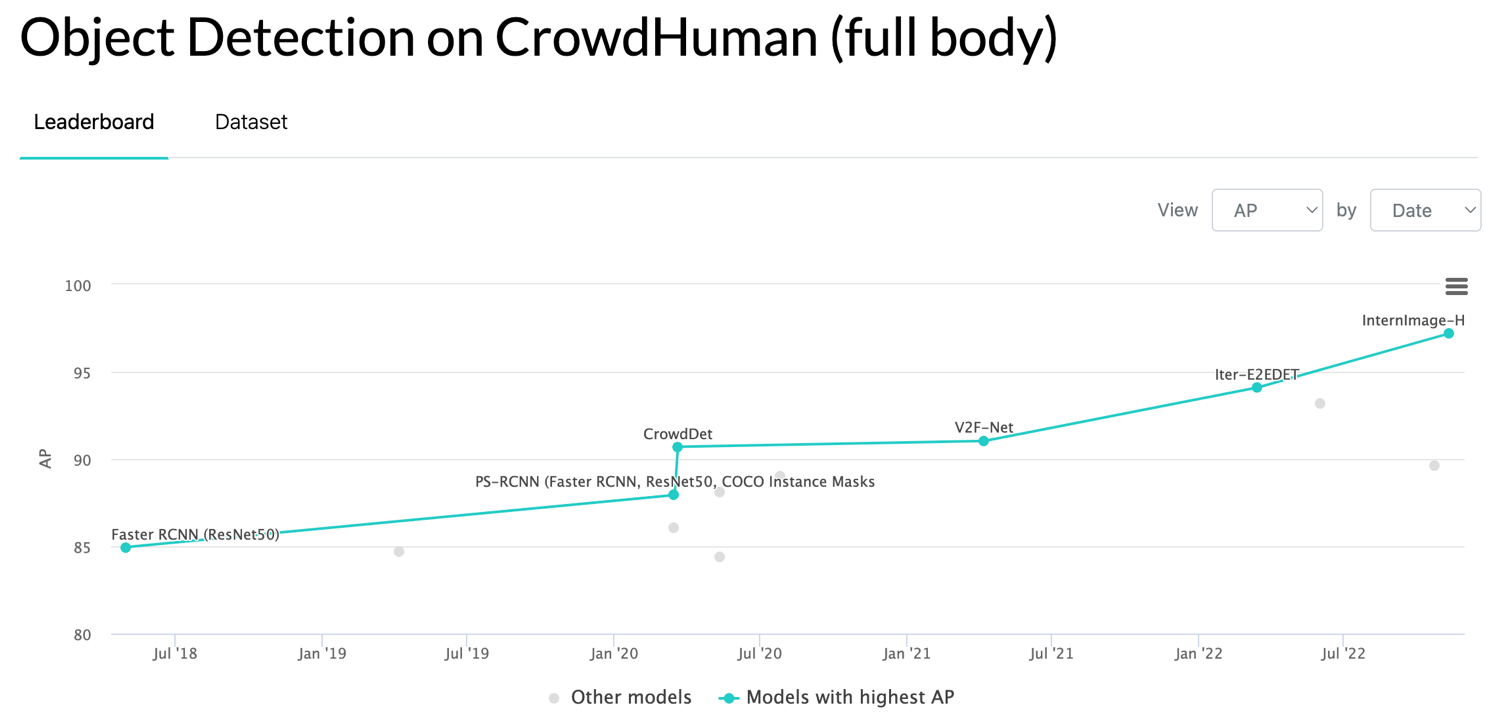 Object Detection on CrowdHuman (full body)
Leaderboard Dataset
View AP by Date
100
InternImage-H
95
Iter-E2EDET
CrowdDet
V2F-Net
AP
90
PS-RCNN (Faster RCNN, ResNet50, COCO Instance Masks
Faster RCNN (ResNet50)
85
80
Jul '18 Jan '19 Jul '19 Jan '20 Jul '20 Jan '21 Jul '21 Jan '22 Jul '22
Other models Models with highest AP